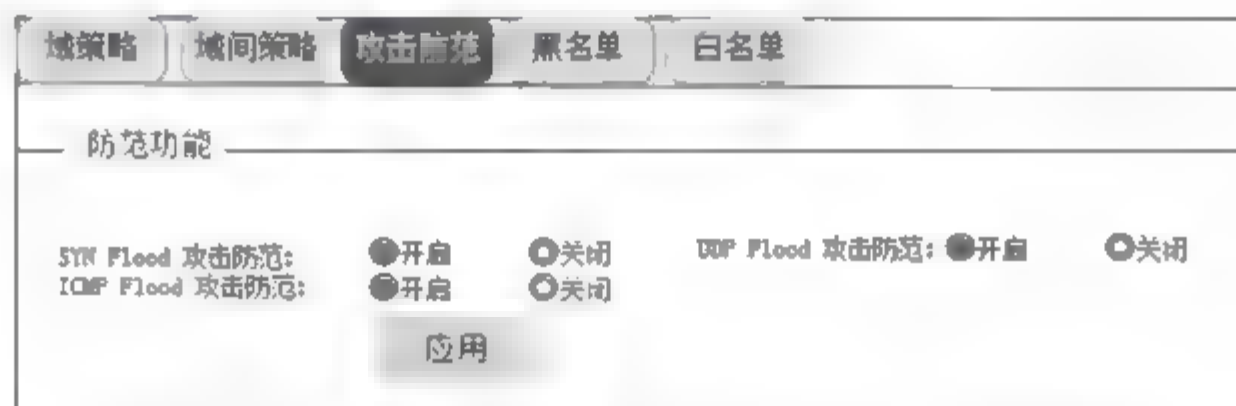 域策略 域间策略 攻击防范 黑名单 白名单
防范功能
SYN Flood 攻击防范: 开启 关闭 UDP Flood 攻击防范: 开启 关闭
ICMP Flood 攻击防范: 开启 关闭
应用